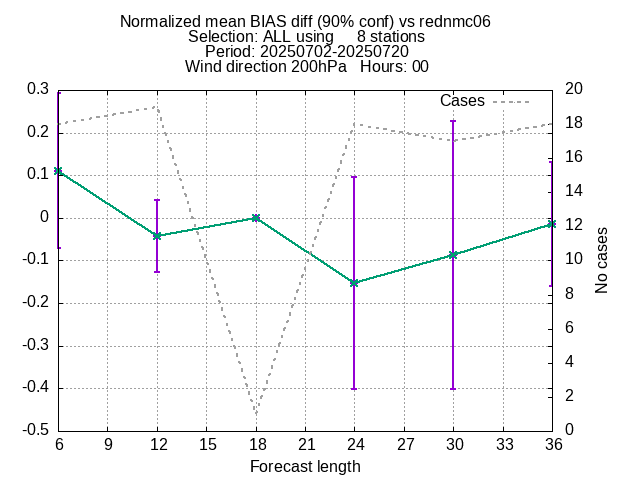 Normalized mean BIAS diff (90% conf) vs rednmc06
Selection: ALL using     8 stations
Period: 20250702-20250720
Wind direction 200hPa   Hours: 00
Cases
0.3
0.2
0.1
0
-0.1
-0.2
-0.3
-0.4
-0.5
20
18
16
14
12
10
8
6
4
2
0
No cases
6 9 12 15 18 21 24 27 30 33 36
Forecast length